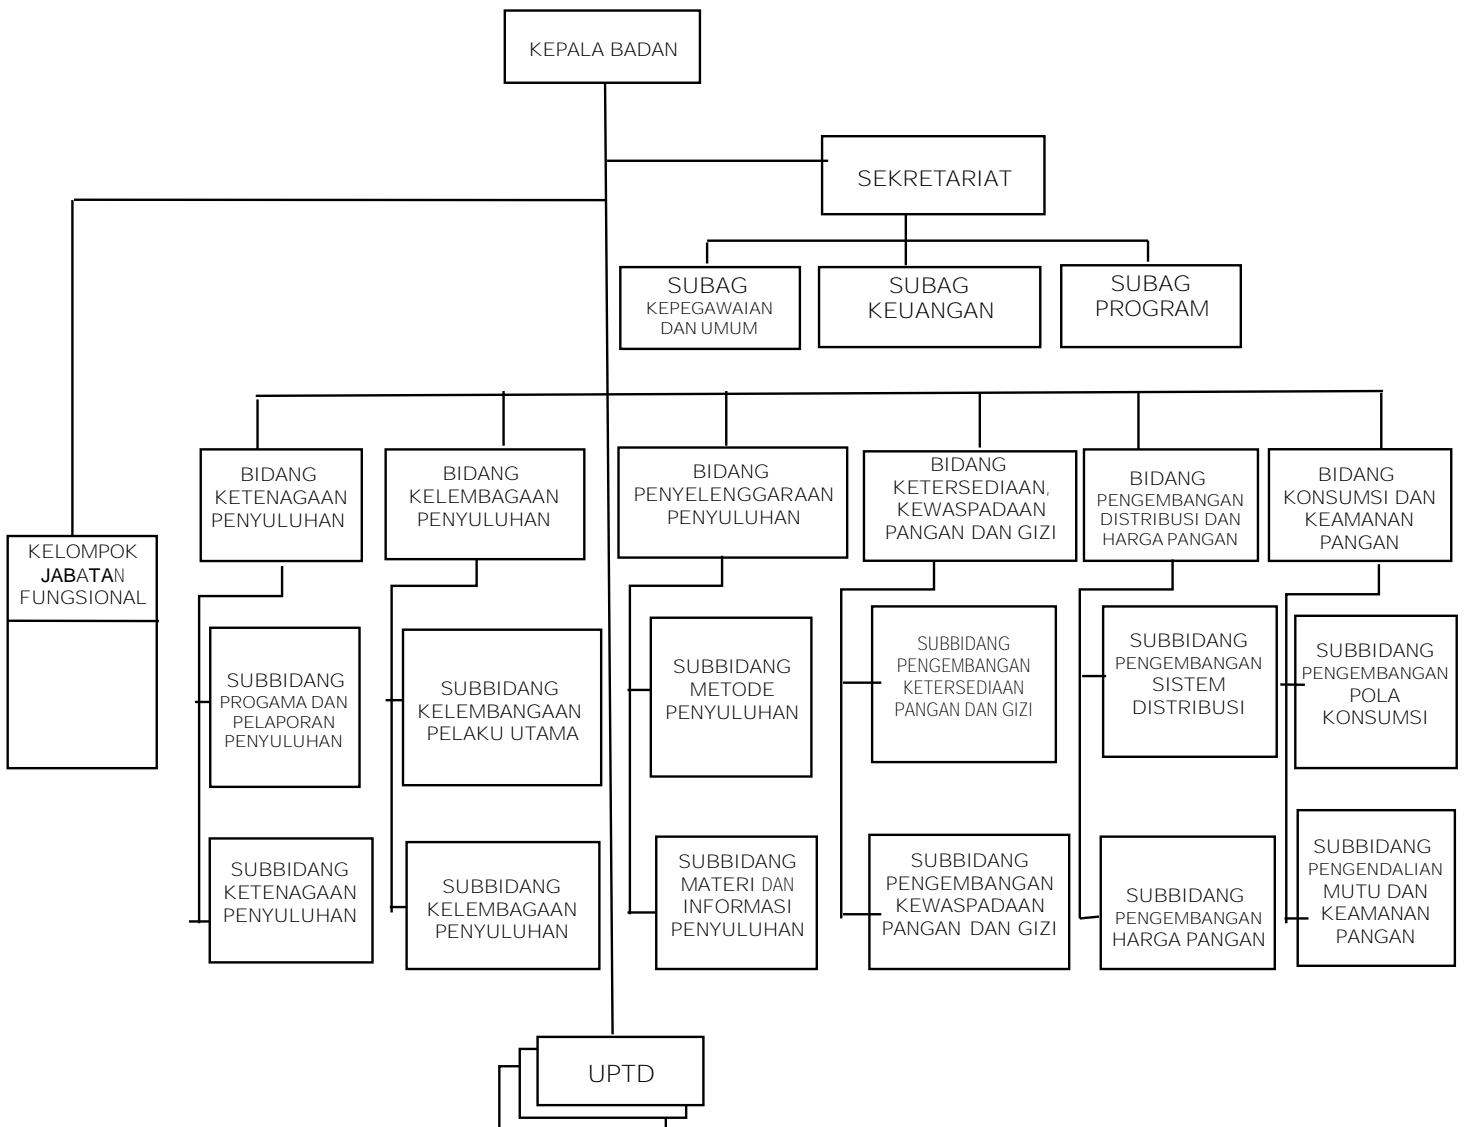 KEPALA BADAN
SEKRETARIAT
SUBAG
KEPEGAWAIAN
DAN UMUM
SUBAG
KEUANGAN
SUBAG
PROGRAM
BIDANG
KETENAGAAN
PENYULUHAN
BIDANG
KELEMBAGAAN
PENYULUHAN
BIDANG
PENYELENGGARAAN
PENYULUHAN
BIDANG
KETERSEDIAAN,
KEWASPADAAN
PANGAN DAN GIZI
BIDANG
PENGEMBANGAN
DISTRIBUSI DAN
HARGA PANGAN
BIDANG
KONSUMSI DAN
KEAMANAN
PANGAN
KELOMPOK
JABATAN
FUNGSIONAL
SUBBIDANG
PROGAMA DAN
PELAPORAN
PENYULUHAN
SUBBIDANG
KELEMBANGAAN
PELAKU UTAMA
SUBBIDANG
METODE
PENYULUHAN
SUBBIDANG
PENGEMBANGAN
KETERSEDIAAN
PANGAN DAN GIZI
SUBBIDANG
PENGEMBANGAN
SISTEM
DISTRIBUSI
SUBBIDANG
PENGEMBANGAN
POLA
KONSUMSI
SUBBIDANG
KETENAGAAN
PENYULUHAN
SUBBIDANG
KELEMBAGAAN
PENYULUHAN
SUBBIDANG
MATERI DAN
INFORMASI
PENYULUHAN
SUBBIDANG
PENGEMBANGAN
KEWASPADAAN
PANGAN DAN GIZI
SUBBIDANG
PENGEMBANGAN
HARGA PANGAN
SUBBIDANG
PENGENDALIAN
MUTU DAN
KEAMANAN
PANGAN
UPTD